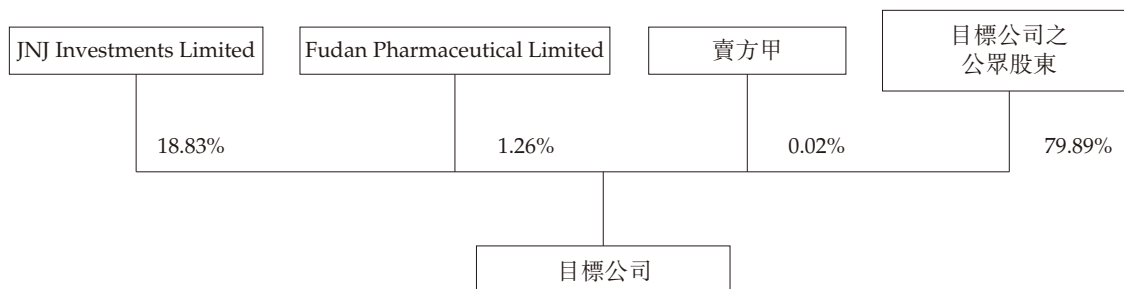 JNJ Investments Limited
Fudan Pharmaceutical Limited
賣方甲
目標公司之
公眾股東
18.83%
1.26%
0.02%
79.89%
目標公司